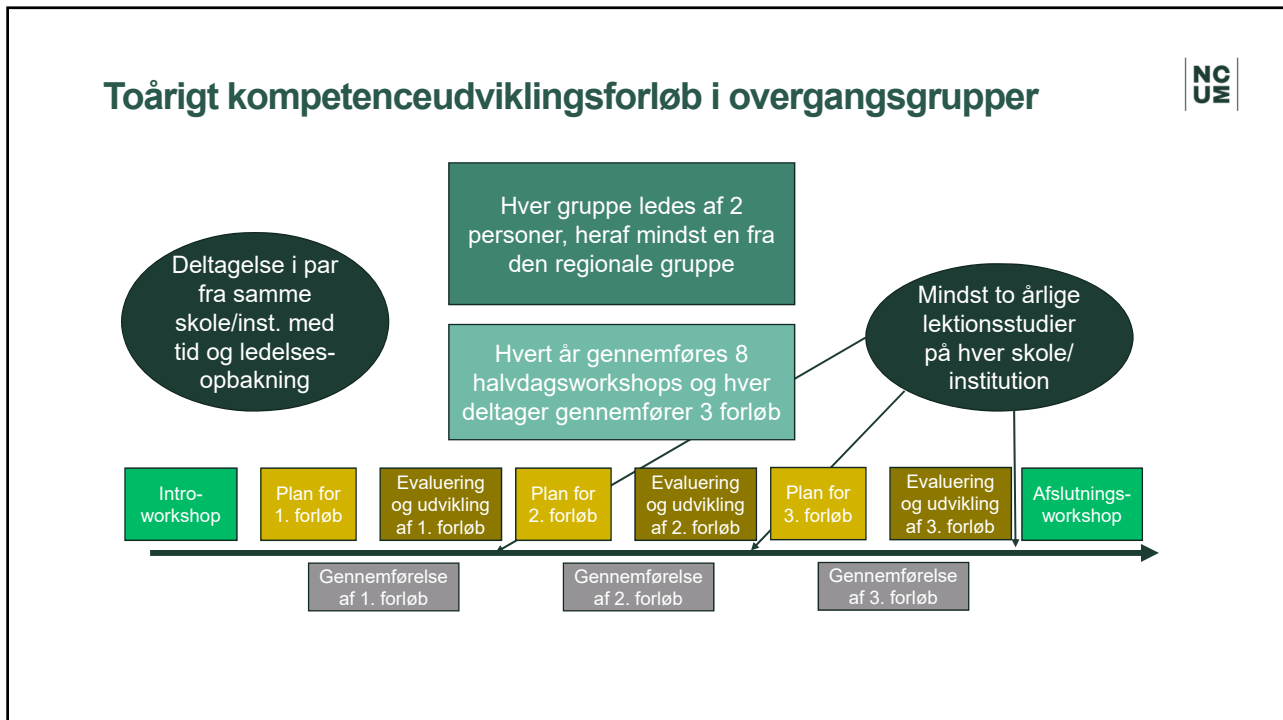 Toårigt kompetenceudviklingsforløb i overgangsgrupper
NC
UM
Hver gruppe ledes af 2
personer, heraf mindst en fra
den regionale gruppe
Deltagelse i par
fra samme
skole/inst. med
tid og ledelses-
opbakning
Mindst to årlige
lektionsstudier
på hver skole/
institution
Hvert år gennemføres 8
halvdagsworkshops og hver
deltager gennemfører 3 forløb
Intro-
workshop
Plan for
1. forløb
Evaluering
og udvikling
af 1. forløb
Plan for
2. forløb
Evaluering
og udvikling
af 2. forløb
Plan for
3. forløb
Evaluering
og udvikling
af 3. forløb
Afslutnings-
workshop
Gennemførelse
af 1. forløb
Gennemførelse
af 2. forløb
Gennemførelse
af 3. forløb